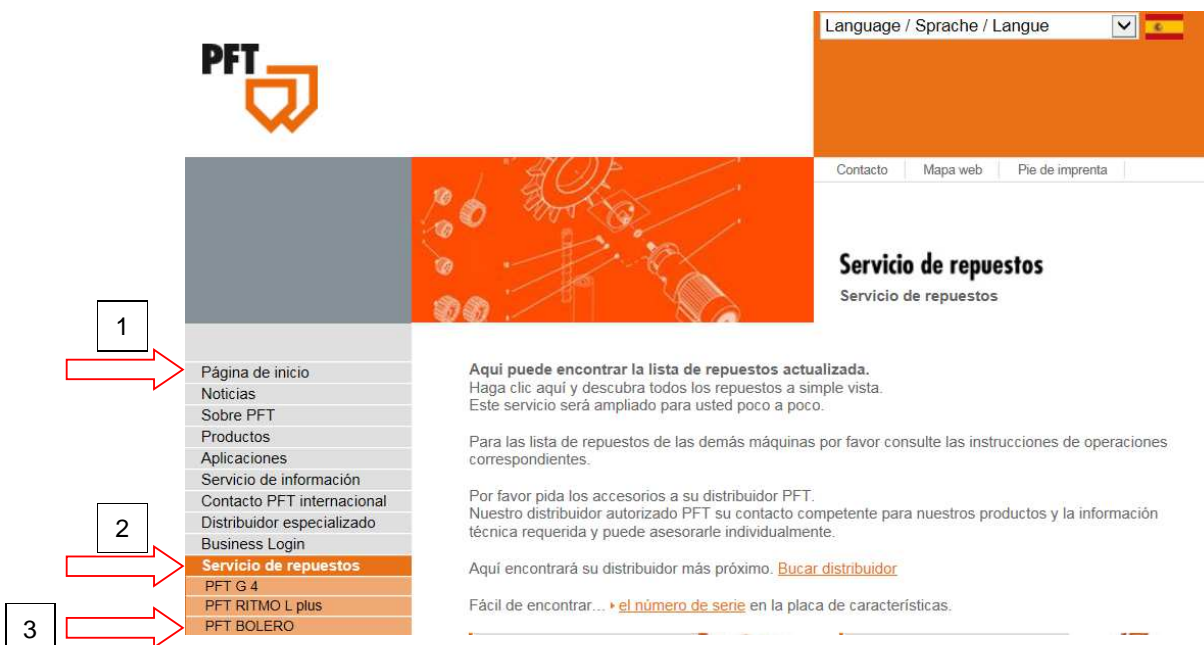 Language / Sprache / Langue
PFT
Contacto
Mapa web
Pie de imprenta
Servicio de repuestos
Servicio de repuestos
1
Página de inicio
Noticias
Sobre PFT
Productos
Aplicaciones
Servicio de información
Contacto PFT internacional
Distribuidor especializado
2
Business Login
Servicio de repuestos
PFT G 4
PFT RITMO L plus
3
PFT BOLERO
Aqui puede encontrar la lista de repuestos actualizada.
Haga clic aquí y descubra todos los repuestos a simple vista.
Este servicio será ampliado para usted poco a poco.
Para las lista de repuestos de las demás máquinas por favor consulte las instrucciones de operaciones
correspondientes.
Por favor pida los accesorios a su distribuidor PFT.
Nuestro distribuidor autorizado PFT su contacto competente para nuestros productos y la información
técnica requerida y puede asesorarle individualmente.
Aquí encontrará su distribuidor más próximo. Bucar distribuidor
Fácil de encontrar... el número de serie en la placa de características.